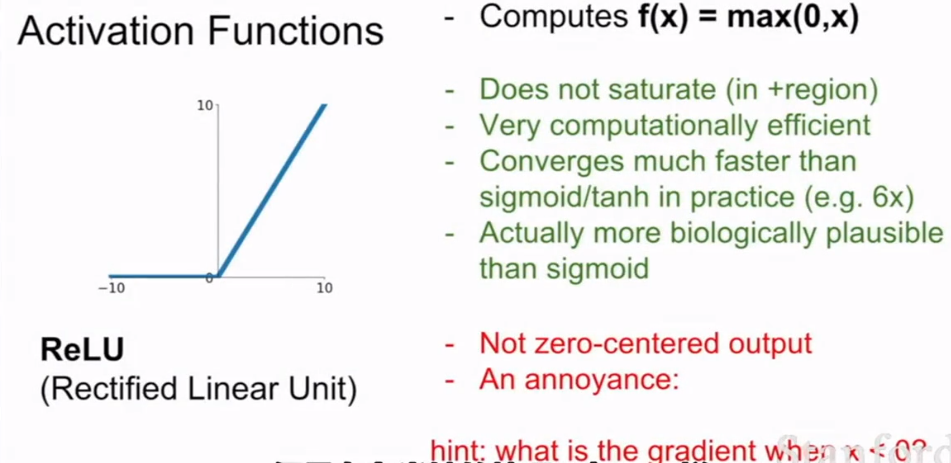 Activation Functions
- Computes f(x) = max(0,x)
- Does not saturate (in +region)
- Very computationally efficient
- Converges much faster than
sigmoid/tanh in practice (e.g. 6x)
- Actually more biologically plausible
than sigmoid
10
0
−10
10
ReLU
(Rectified Linear Unit)
- Not zero-centered output
- An annoyance:
hint: what is the gradient when x < 0?
Stanford